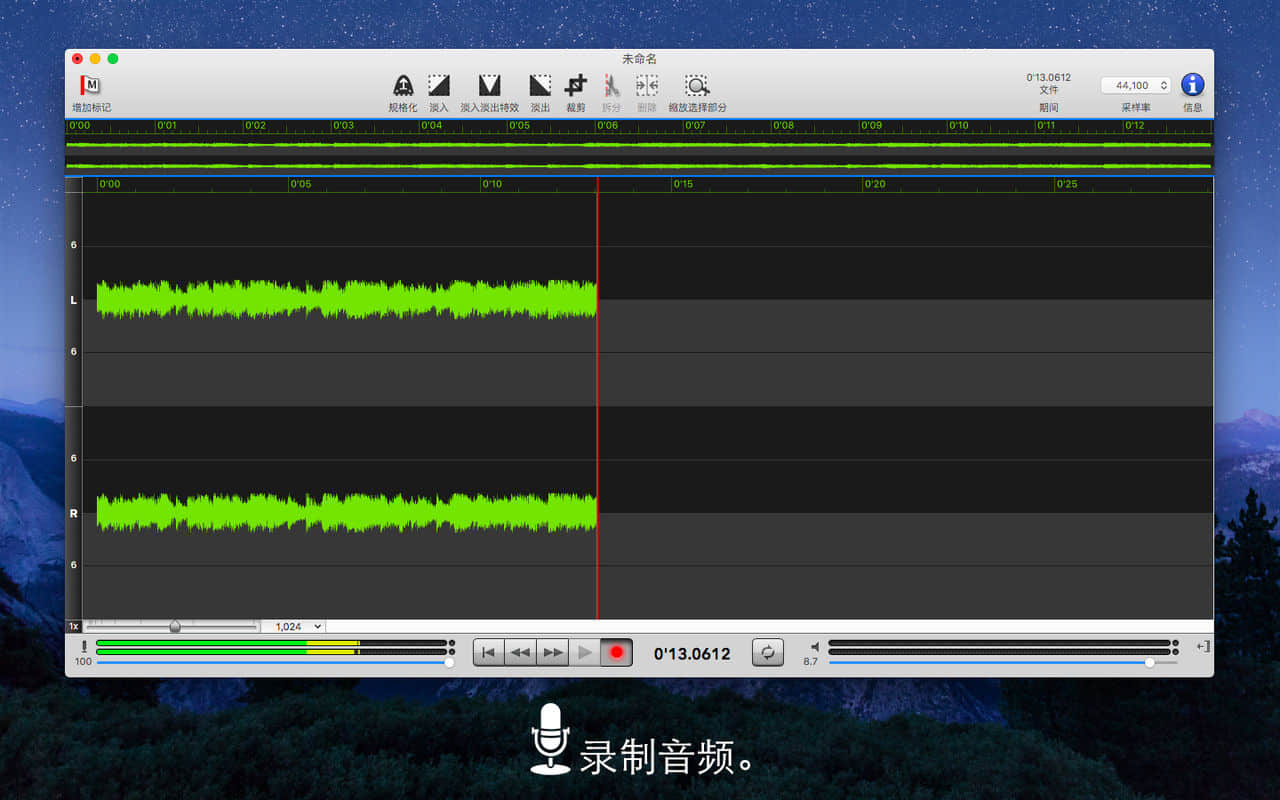 未命名
M
增加标记
规格化 淡入 淡入淡出特效 淡出 裁剪 拆分 删除 缩放选择部分
0'13.0612
文件
期间
44,100
采样率
i
信息
0'00 0'01 0'02 0'03 0'04 0'05 0'06 0'07 0'08 0'09 0'10 0'11 0'12
0'00 0'05 0'10 0'15 0'20 0'25
6
L
6
6
R
6
1x 1,024
100
0'13.0612
8.7
录制音频。